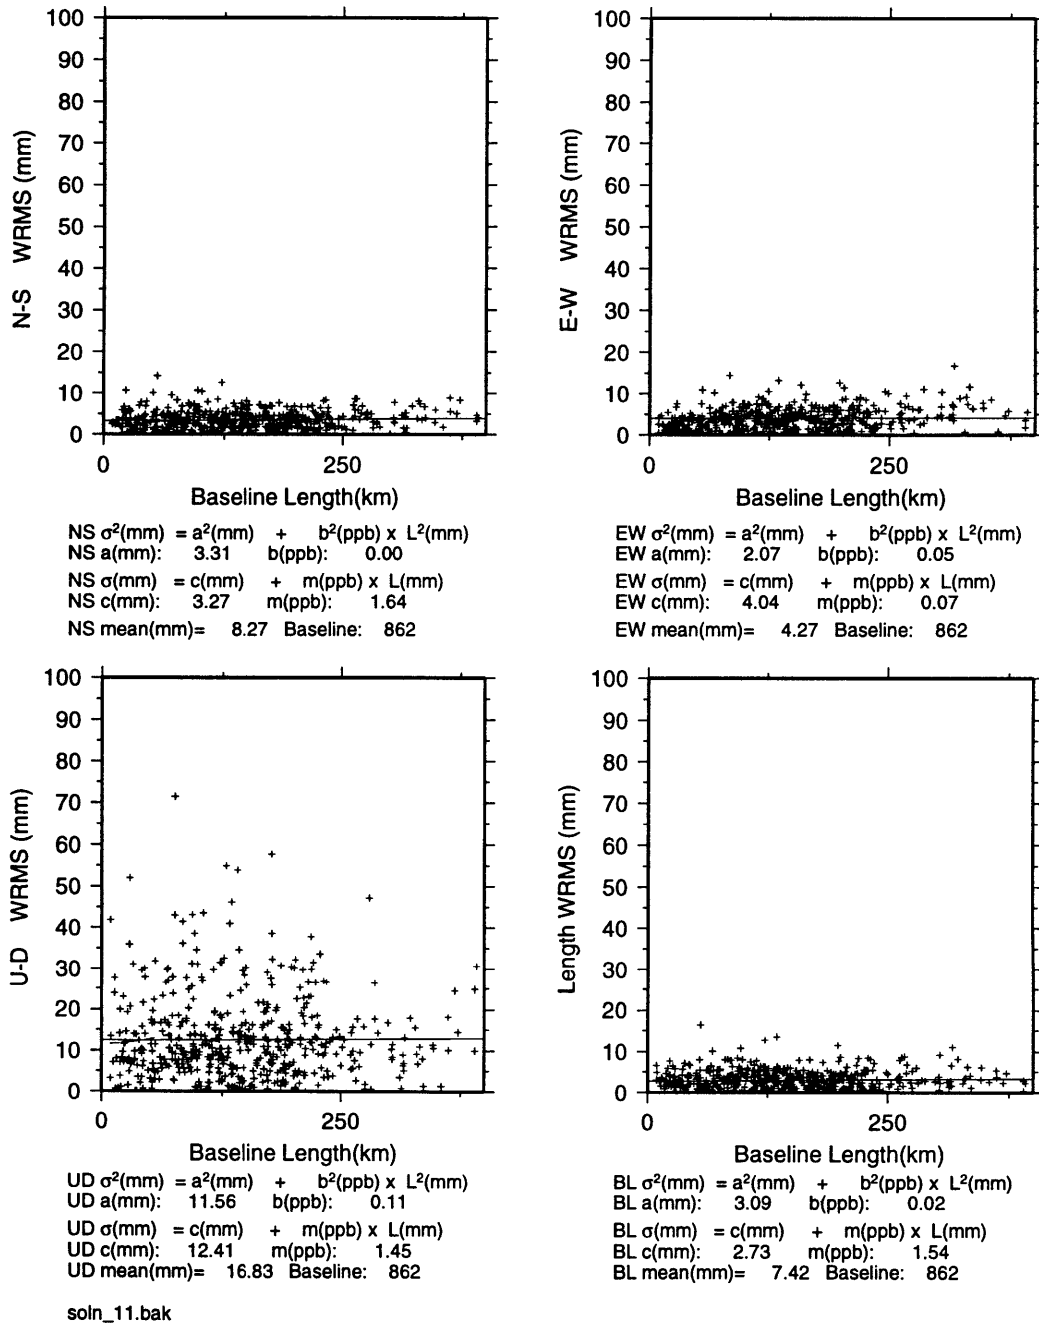 100
90
80
70
60
50
40
30
20
10
0
N-S WRMS (mm)
0 250
Baseline Length(km)
NS σ²(mm) = a²(mm) + b²(ppb) x L²(mm)
NS a(mm): 3.31 b(ppb): 0.00
NS σ(mm) = c(mm) + m(ppb) x L(mm)
NS c(mm): 3.27 m(ppb): 1.64
NS mean(mm)= 8.27 Baseline: 862
100
90
80
70
60
50
40
30
20
10
0
E-W WRMS (mm)
0 250
Baseline Length(km)
EW σ²(mm) = a²(mm) + b²(ppb) x L²(mm)
EW a(mm): 2.07 b(ppb): 0.05
EW σ(mm) = c(mm) + m(ppb) x L(mm)
EW c(mm): 4.04 m(ppb): 0.07
EW mean(mm)= 4.27 Baseline: 862
100
90
80
70
60
50
40
30
20
10
0
U-D WRMS (mm)
0 250
Baseline Length(km)
UD σ²(mm) = a²(mm) + b²(ppb) x L²(mm)
UD a(mm): 11.56 b(ppb): 0.11
UD σ(mm) = c(mm) + m(ppb) x L(mm)
UD c(mm): 12.41 m(ppb): 1.45
UD mean(mm)= 16.83 Baseline: 862
100
90
80
70
60
50
40
30
20
10
0
Length WRMS (mm)
0 250
Baseline Length(km)
BL σ²(mm) = a²(mm) + b²(ppb) x L²(mm)
BL a(mm): 3.09 b(ppb): 0.02
BL σ(mm) = c(mm) + m(ppb) x L(mm)
BL c(mm): 2.73 m(ppb): 1.54
BL mean(mm)= 7.42 Baseline: 862
soln_11.bak